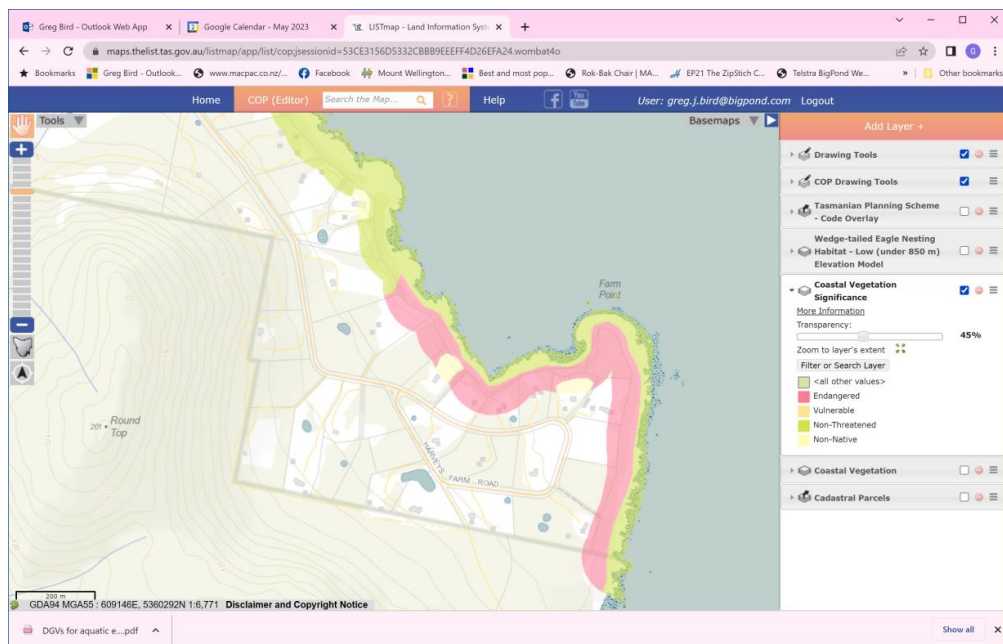 Greg Bird - Outlook Web App
Google Calendar - May 2023
LISTmap - Land Information Syst
maps.thelist.tas.gov.au/listmap/app/list/cop;jsessionid=53CE3156D5332CBBB9EEEFF4D26EFA24.wombat4o
G
Bookmarks
Greg Bird - Outlook...
www.macpac.co.nz/...
Facebook
Mount Wellington...
Best and most pop...
Rok-Bak Chair | MA...
EP21 The ZipStich C...
Telstra BigPond We...
»
Other bookmarks
Home
COP (Editor)
Search the Map...
?
Help
You Tube
User: greg.j.bird@bigpond.com
Logout
Tools
Basemaps
Add Layer +
Drawing Tools
COP Drawing Tools
Tasmanian Planning Scheme
- Code Overlay
Wedge-tailed Eagle Nesting
Habitat - Low (under 850 m)
Elevation Model
Coastal Vegetation
Significance
More Information
Transparency:
45%
Zoom to layer's extent
Filter or Search Layer
<all other values>
Endangered
Vulnerable
Non-Threatened
Non-Native
Coastal Vegetation
Cadastral Parcels
Farm
Point
201 • Round
Top
HARVEYS
FARM ROAD
200 m
GDA94 MGA55 : 609146E, 5360292N 1:6,771 Disclaimer and Copyright Notice
DGVs for aquatic e....pdf
Show all